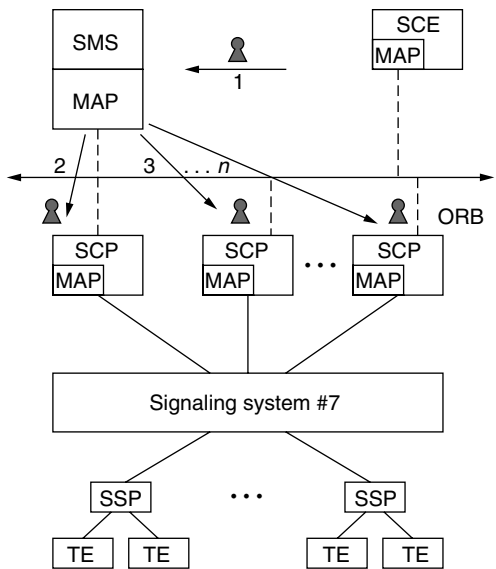 SMS
SCE
MAP
1
MAP
2
3
. . . n
ORB
SCP
SCP
SCP
MAP
MAP
• • •
MAP
Signaling system #7
SSP
• • •
SSP
TE
TE
TE
TE